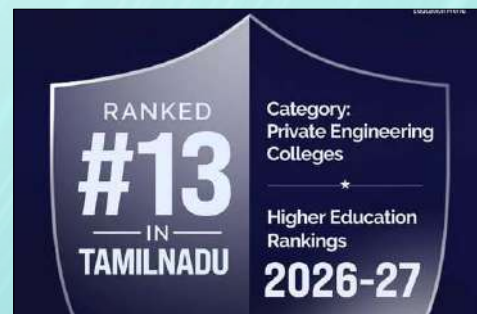 RANKED
#13
IN
TAMILNADU
Category:
Private Engineering
Colleges
Higher Education
Rankings
2026-27